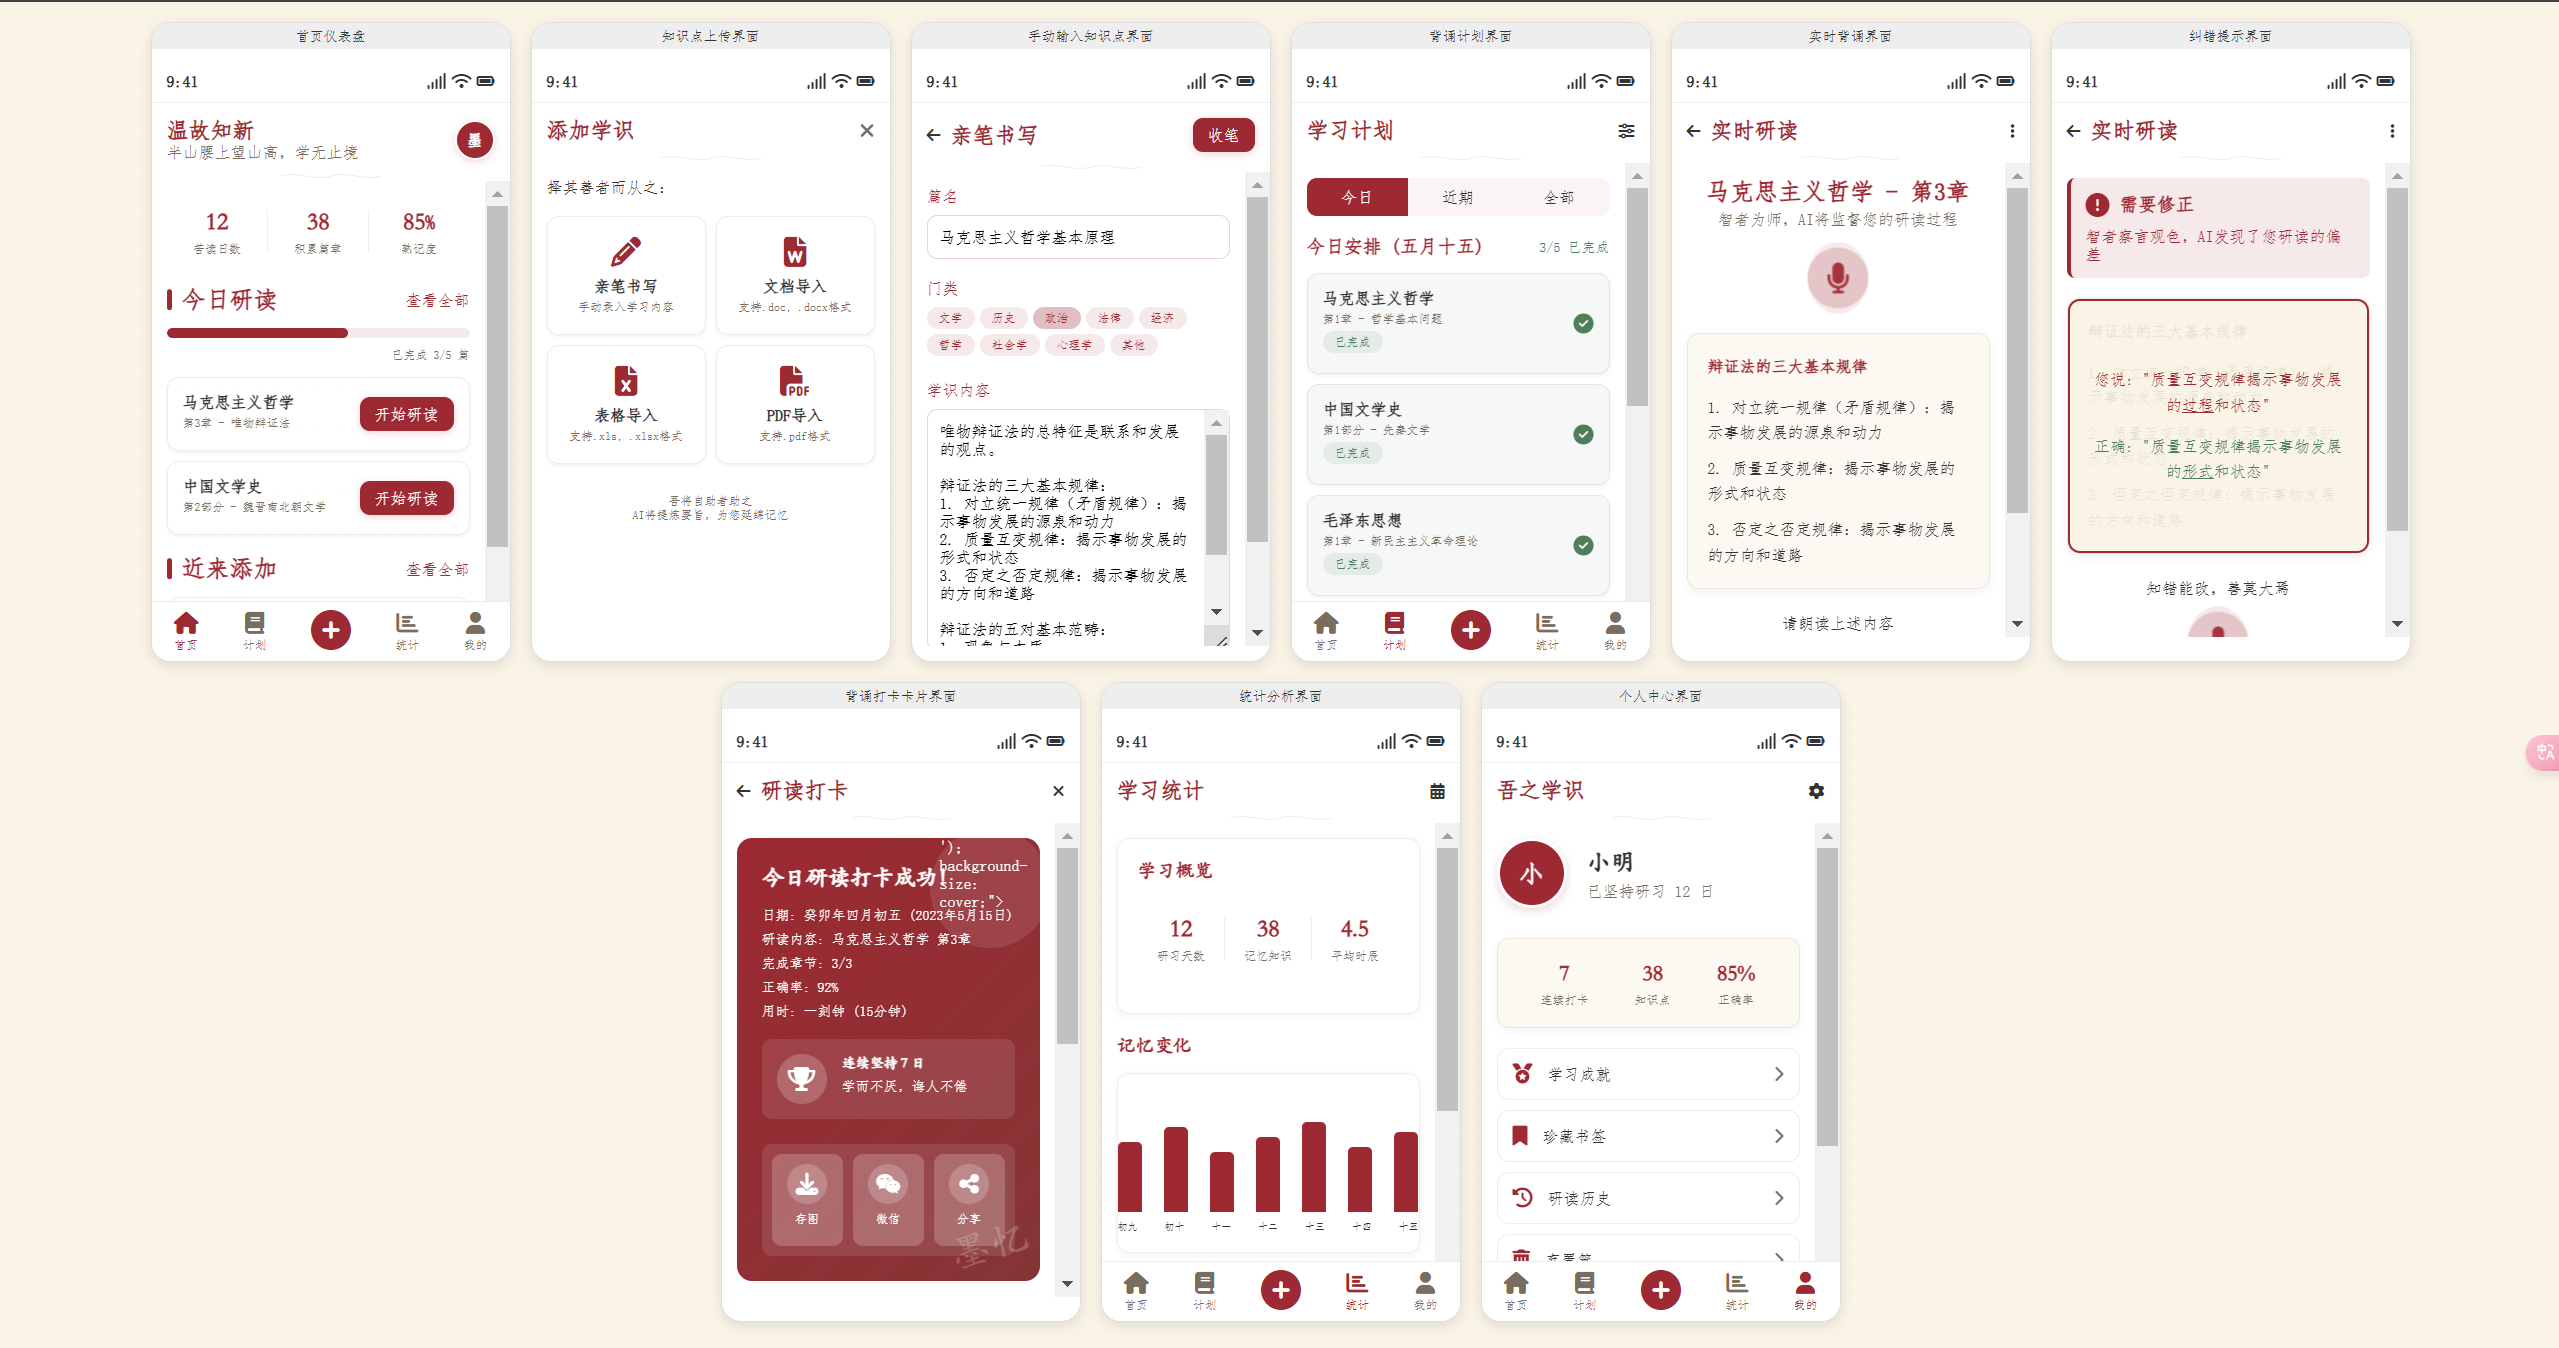 首页仪表盘
9:41
温故知新
半山腰上望山高，学无止境
墨
12
38
85%
苦读日数
积累篇章
熟记度
今日研读
查看全部
已完成 3/5 篇
马克思主义哲学
第3章 - 唯物辩证法
开始研读
中国文学史
第2部分 - 魏晋南北朝文学
开始研读
近来添加
查看全部
首页
计划
统计
我的
知识点上传界面
9:41
添加学识
择其善者而从之：
亲笔书写
手动录入学习内容
文档导入
支持.doc, .docx格式
表格导入
支持.xls, .xlsx格式
PDF
PDF导入
支持.pdf格式
吾将自助者助之
AI将提炼要旨，为您延绵记忆
手动输入知识点界面
9:41
亲笔书写
收笔
篇名
马克思主义哲学基本原理
门类
文学
历史
政治
法律
经济
哲学
社会学
心理学
其他
学识内容
唯物辩证法的总特征是联系和发展
的观点。
辩证法的三大基本规律：
1. 对立统一规律（矛盾规律）：揭
示事物发展的源泉和动力
2. 质量互变规律：揭示事物发展的
形式和状态
3. 否定之否定规律：揭示事物发展
的方向和道路
辩证法的五对基本范畴：
背诵计划界面
9:41
学习计划
今日
近期
全部
今日安排（五月十五）
3/5 已完成
马克思主义哲学
第1章 - 哲学基本问题
已完成
中国文学史
第1部分 - 先秦文学
已完成
毛泽东思想
第1章 - 新民主主义革命理论
已完成
首页
计划
统计
我的
实时背诵界面
9:41
实时研读
马克思主义哲学 - 第3章
智者为师，AI将监督您的研读过程
辩证法的三大基本规律
1. 对立统一规律（矛盾规律）：揭
示事物发展的源泉和动力
2. 质量互变规律：揭示事物发展的
形式和状态
3. 否定之否定规律：揭示事物发展
的方向和道路
请朗读上述内容
纠错提示界面
9:41
实时研读
需要修正
智者察言观色，AI发现了您研读的偏
差
辩证法的三大基本规律
您说："质量互变规律揭示事物发展
的过程和状态"
正确："质量互变规律揭示事物发展
的形式和状态"
3. 否定之否定规律：揭示事物发展
的方向和道路
知错能改，善莫大焉
背诵打卡卡片界面
9:41
研读打卡
');
background-
size:
cover;">
今日研读打卡成功！
日期：癸卯年四月初五（2023年5月15日）
研读内容：马克思主义哲学 第3章
完成章节：3/3
正确率：92%
用时：一刻钟（15分钟）
连续坚持 7 日
学而不厌，诲人不倦
存图
微信
分享
墨忆
统计分析界面
9:41
学习统计
学习概览
12
38
4.5
研习天数
记忆知识
平均时辰
记忆变化
初九
初十
十一
十二
十三
十四
十五
首页
计划
统计
我的
个人中心界面
9:41
吾之学识
小
小明
已坚持研习 12 日
7
38
85%
连续打卡
知识点
正确率
学习成就
珍藏书签
研读历史
首页
计划
统计
我的